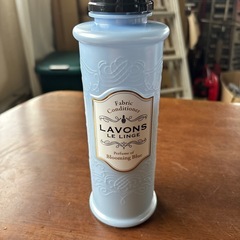 Fabric
Conditioner
LAVONS
LE LINGE
Perfume of
Blooming Blue